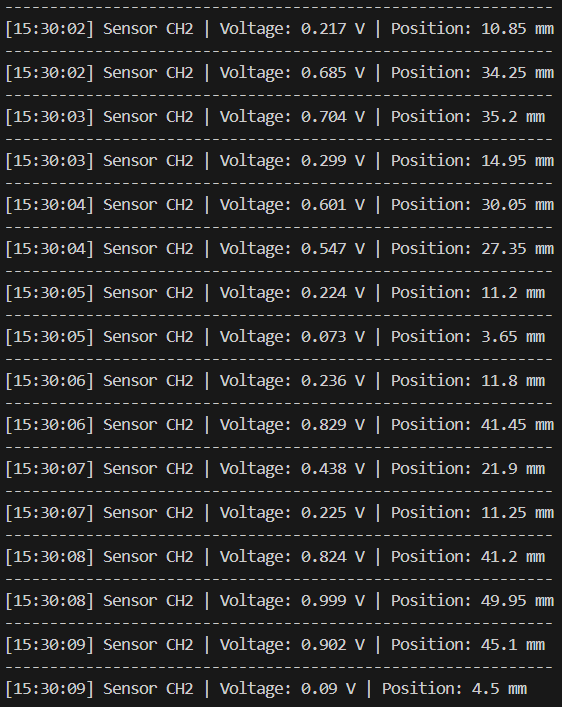 ------------------------------------------------------------
[15:30:02] Sensor CH2 | Voltage: 0.217 V | Position: 10.85 mm
------------------------------------------------------------
[15:30:02] Sensor CH2 | Voltage: 0.685 V | Position: 34.25 mm
------------------------------------------------------------
[15:30:03] Sensor CH2 | Voltage: 0.704 V | Position: 35.2 mm
------------------------------------------------------------
[15:30:03] Sensor CH2 | Voltage: 0.299 V | Position: 14.95 mm
------------------------------------------------------------
[15:30:04] Sensor CH2 | Voltage: 0.601 V | Position: 30.05 mm
------------------------------------------------------------
[15:30:04] Sensor CH2 | Voltage: 0.547 V | Position: 27.35 mm
------------------------------------------------------------
[15:30:05] Sensor CH2 | Voltage: 0.224 V | Position: 11.2 mm
------------------------------------------------------------
[15:30:05] Sensor CH2 | Voltage: 0.073 V | Position: 3.65 mm
------------------------------------------------------------
[15:30:06] Sensor CH2 | Voltage: 0.236 V | Position: 11.8 mm
------------------------------------------------------------
[15:30:06] Sensor CH2 | Voltage: 0.829 V | Position: 41.45 mm
------------------------------------------------------------
[15:30:07] Sensor CH2 | Voltage: 0.438 V | Position: 21.9 mm
------------------------------------------------------------
[15:30:07] Sensor CH2 | Voltage: 0.225 V | Position: 11.25 mm
------------------------------------------------------------
[15:30:08] Sensor CH2 | Voltage: 0.824 V | Position: 41.2 mm
------------------------------------------------------------
[15:30:08] Sensor CH2 | Voltage: 0.999 V | Position: 49.95 mm
------------------------------------------------------------
[15:30:09] Sensor CH2 | Voltage: 0.902 V | Position: 45.1 mm
------------------------------------------------------------
[15:30:09] Sensor CH2 | Voltage: 0.09 V | Position: 4.5 mm